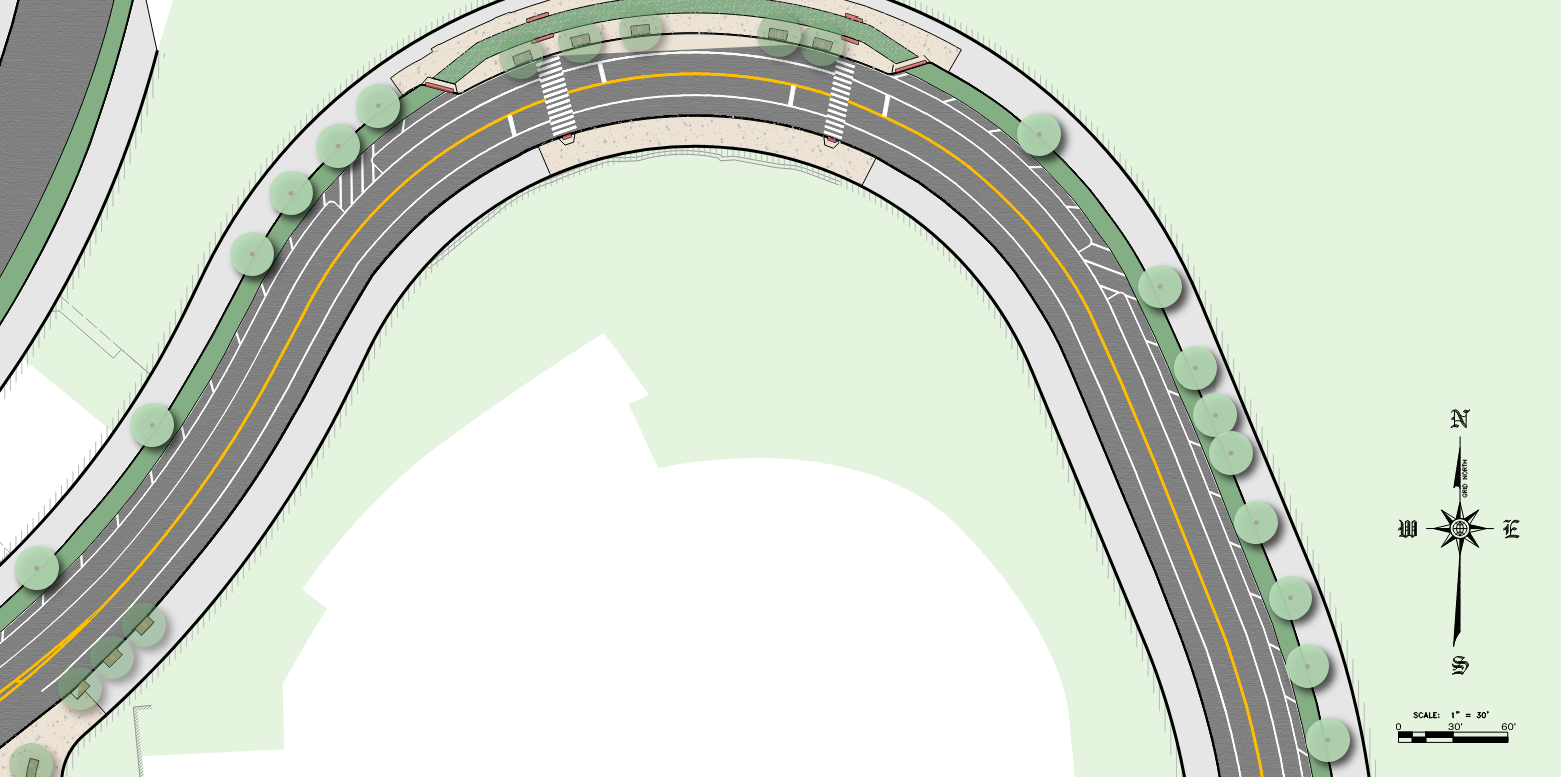 N
GRID NORTH
W
E
S
SCALE: 1" = 30'
0 30' 60'